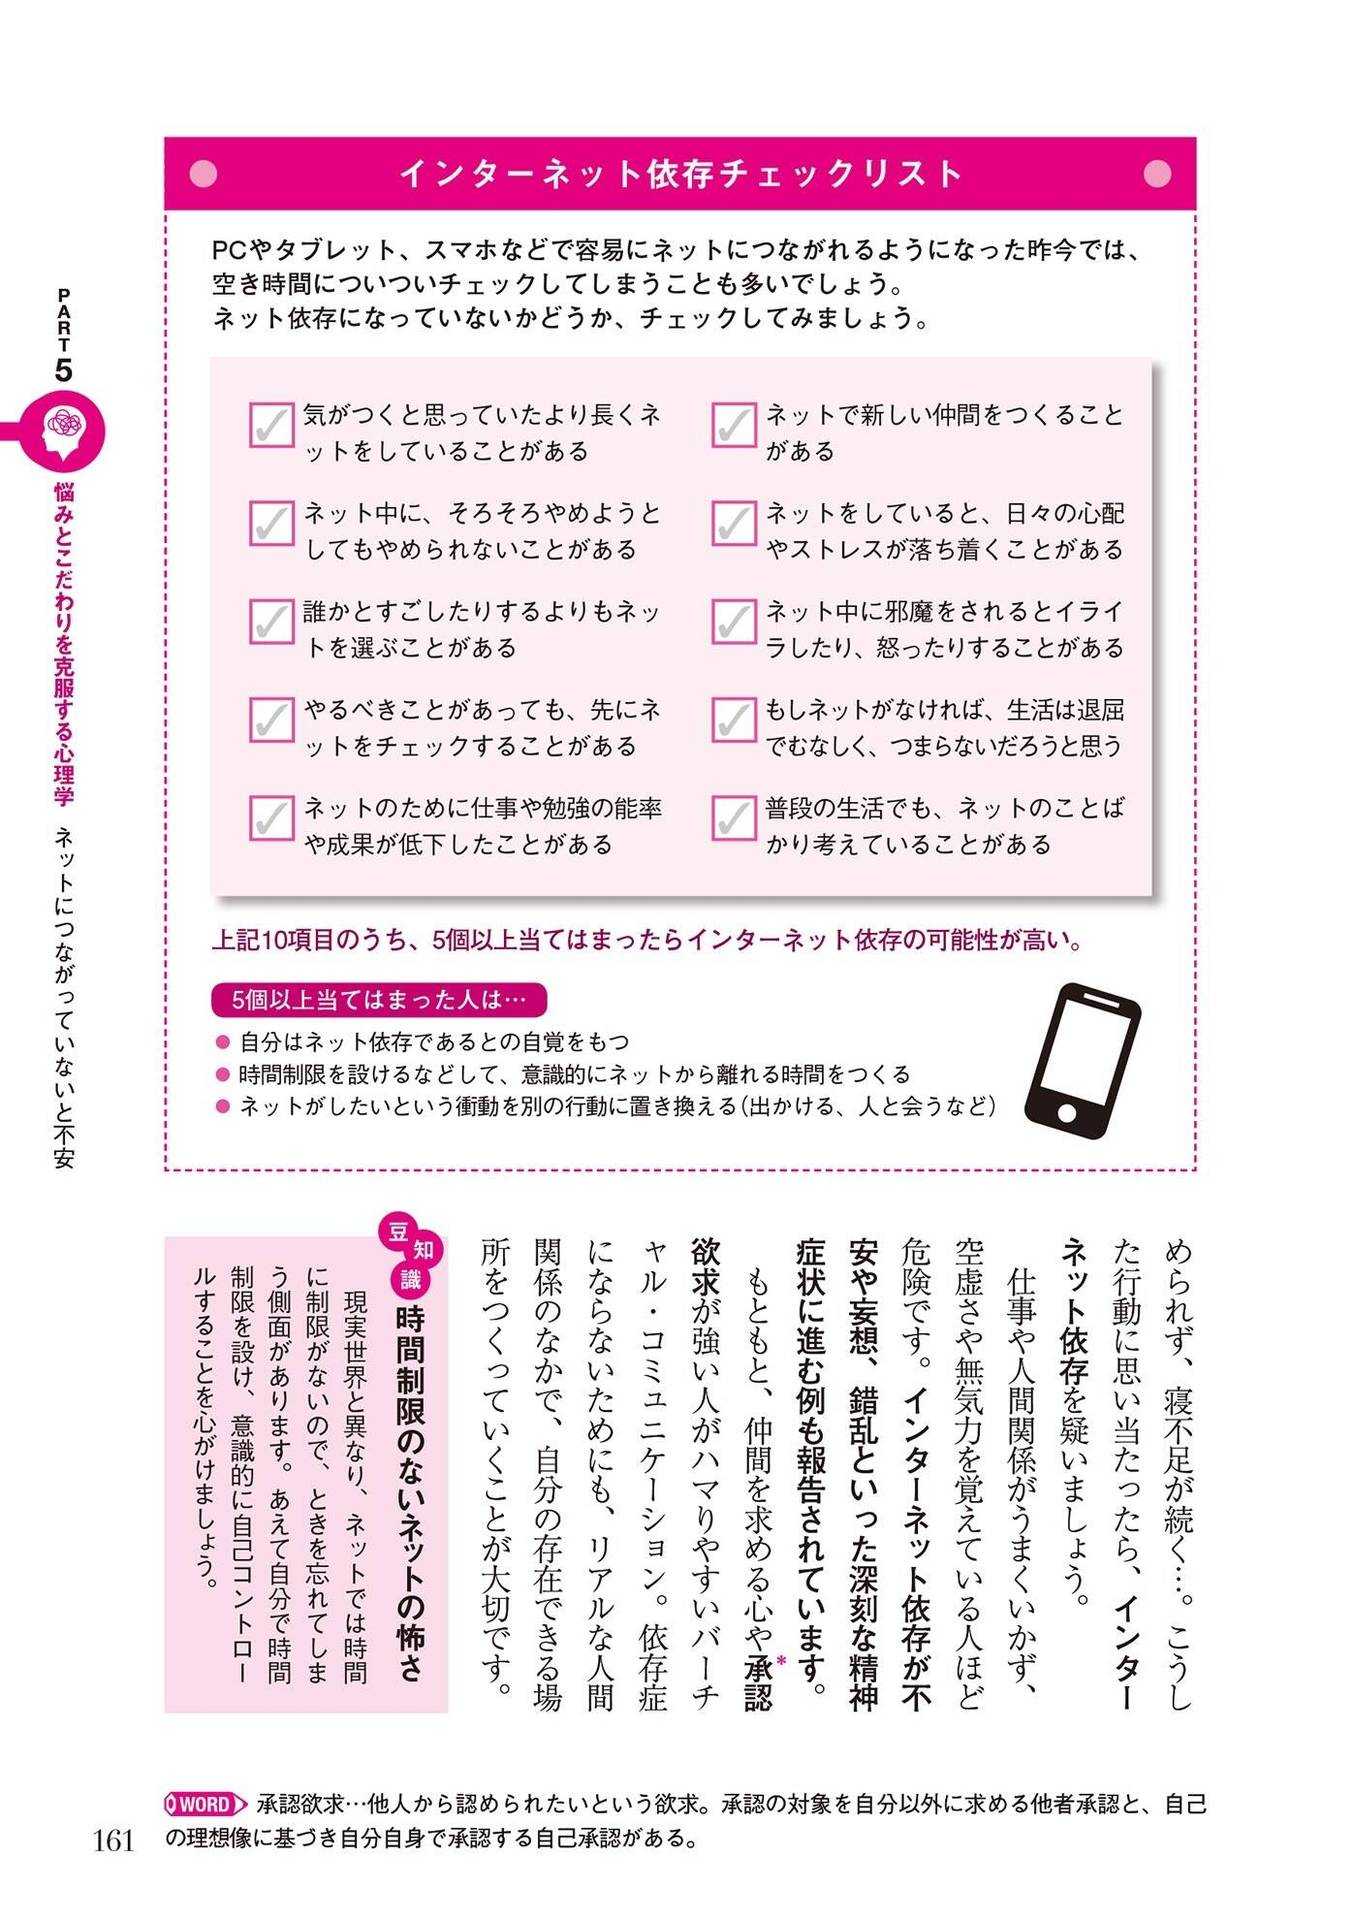 インターネット依存チェックリスト
PCやタブレット、スマホなどで容易にネットにつながれるようになった昨今では、
空き時間についついチェックしてしまうことも多いでしょう。
ネット依存になっていないかどうか、チェックしてみましょう。
気がつくと思っていたより長くネ
ットをしていることがある
ネット中に、そろそろやめようと
してもやめられないことがある
誰かとすごしたりするよりもネッ
トを選ぶことがある
やるべきことがあっても、先にネ
ットをチェックすることがある
ネットのために仕事や勉強の能率
や成果が低下したことがある
ネットで新しい仲間をつくること
がある
ネットをしていると、日々の心配
やストレスが落ち着くことがある
ネット中に邪魔をされるとイライ
ラしたり、怒ったりすることがある
もしネットがなければ、生活は退屈
でむなしく、つまらないだろうと思う
普段の生活でも、ネットのことば
かり考えていることがある
上記10項目のうち、5個以上当てはまったらインターネット依存の可能性が高い。
5個以上当てはまった人は…
● 自分はネット依存であるとの自覚をもつ
● 時間制限を設けるなどして、意識的にネットから離れる時間をつくる
● ネットがしたいという衝動を別の行動に置き換える（出かける、人と会うなど）
PART 5
悩みとこだわりを克服する心理学 ネットにつながっていないと不安
められず、寝不足が続く…。こうし
た行動に思い当たったら、インター
ネット依存を疑いましょう。
仕事や人間関係がうまくいかず、
空虚さや無気力を覚えている人ほど
危険です。インターネット依存が不
安や妄想、錯乱といった深刻な精神
症状に進む例も報告されています。
もともと、仲間を求める心や承認*
欲求が強い人がハマりやすいバーチ
ャル・コミュニケーション。依存症
にならないためにも、リアルな人間
関係のなかで、自分の存在できる場
所をつくっていくことが大切です。
豆知識
時間制限のないネットの怖さ
現実世界と異なり、ネットでは時間
に制限がないので、ときを忘れてしま
う側面があります。あえて自分で時間
制限を設け、意識的に自己コントロー
ルすることを心がけましょう。
WORD 承認欲求…他人から認められたいという欲求。承認の対象を自分以外に求める他者承認と、自己
の理想像に基づき自分自身で承認する自己承認がある。
161